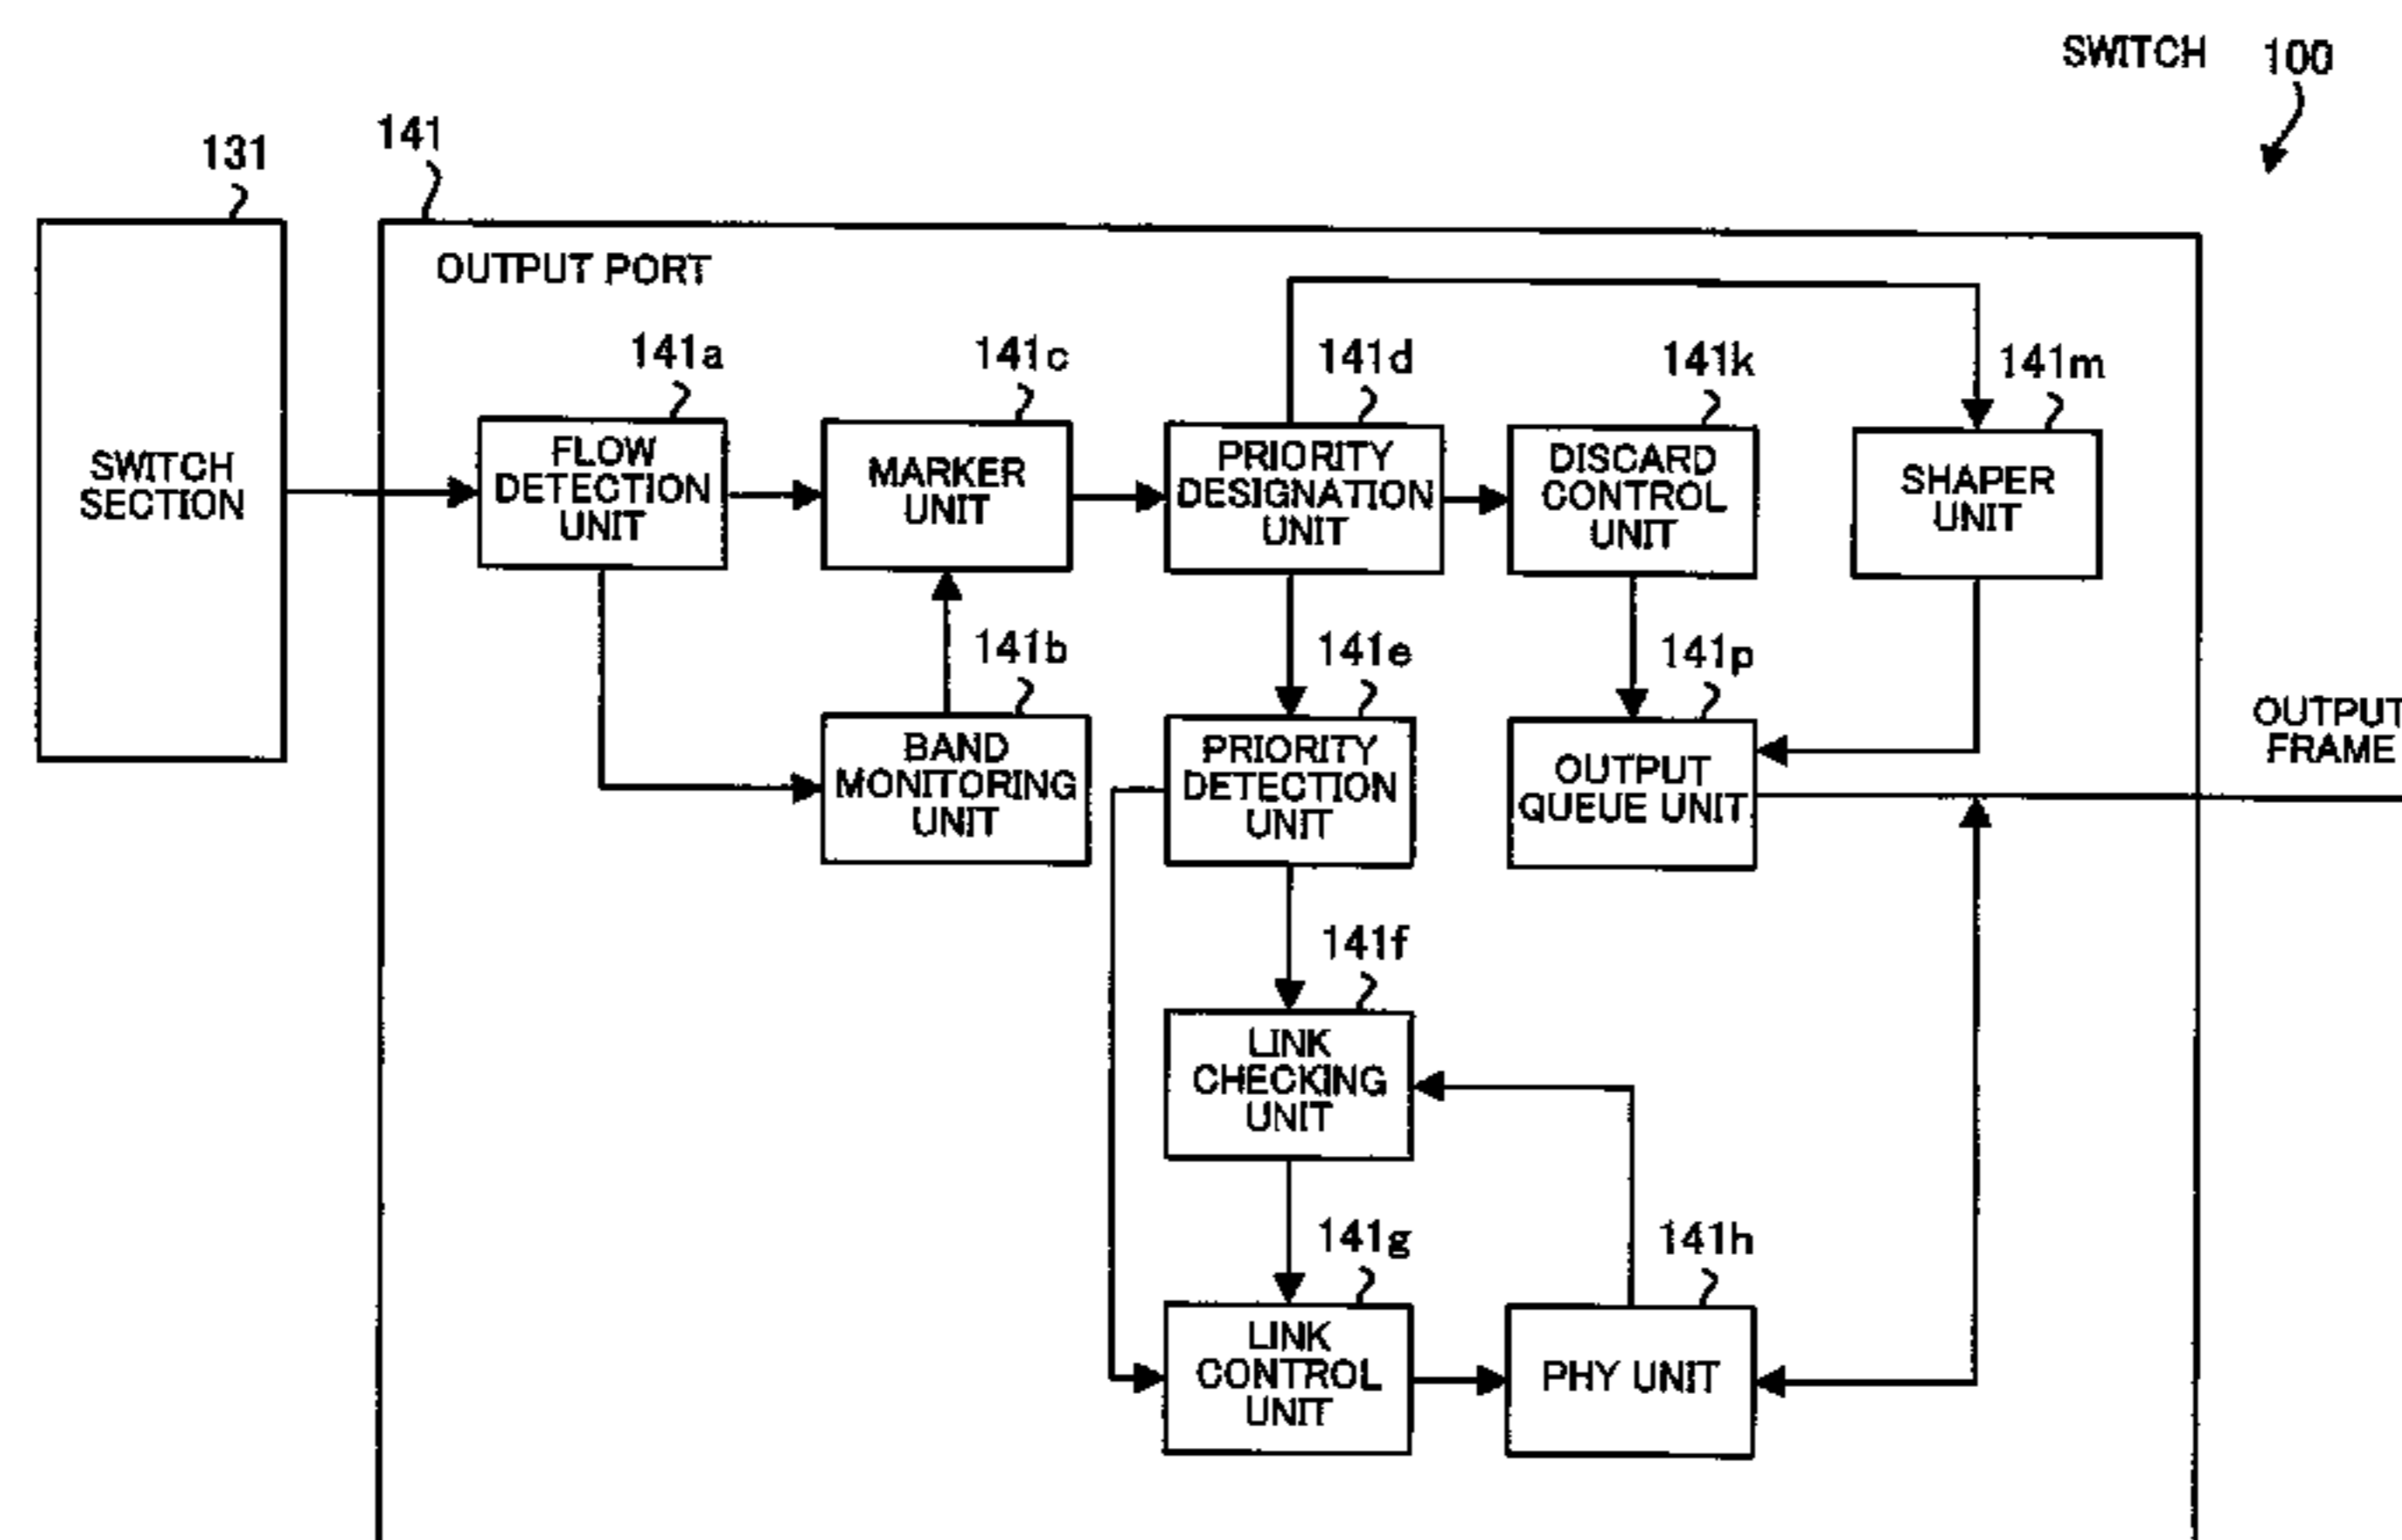 SWITCH 100
131
141
SWITCH
SECTION
OUTPUT PORT
141a
FLOW
DETECTION
UNIT
141c
MARKER
UNIT
141d
PRIORITY
DESIGNATION
UNIT
141k
DISCARD
CONTROL
UNIT
141m
SHAPER
UNIT
141b
BAND
MONITORING
UNIT
141e
PRIORITY
DETECTION
UNIT
141p
OUTPUT
QUEUE UNIT
OUTPUT
FRAME
141f
LINK
CHECKING
UNIT
141g
LINK
CONTROL
UNIT
141h
PHY UNIT